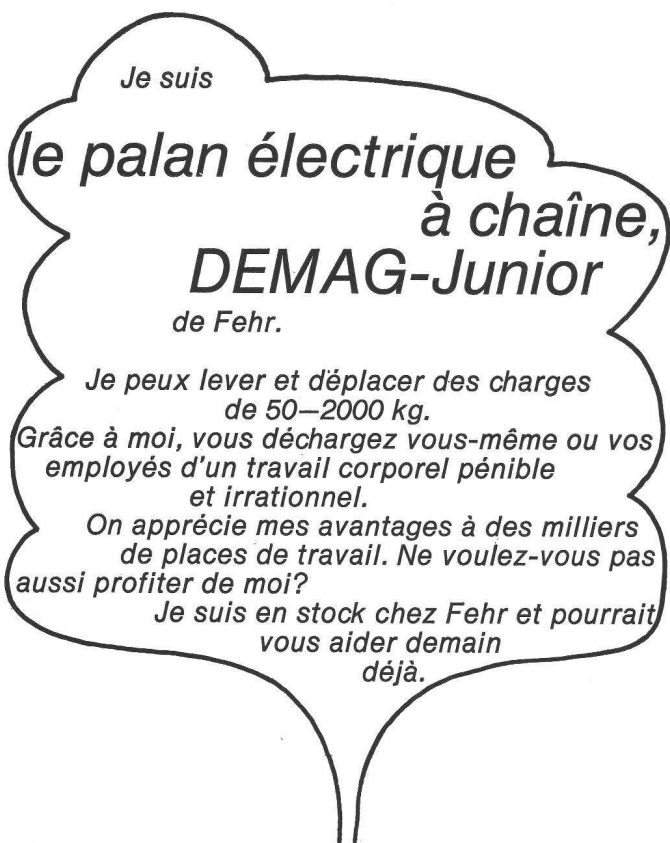 Je suis
le palan électrique
à chaîne,
DEMAG-Junior
de Fehr.
Je peux lever et déplacer des charges
de 50—2000 kg.
Grâce à moi, vous déchargez vous-même ou vos
employés d'un travail corporel pénible
et irrationnel.
On apprécie mes avantages à des milliers
de places de travail. Ne voulez-vous pas
aussi profiter de moi?
Je suis en stock chez Fehr et pourrait
vous aider demain
déjà.